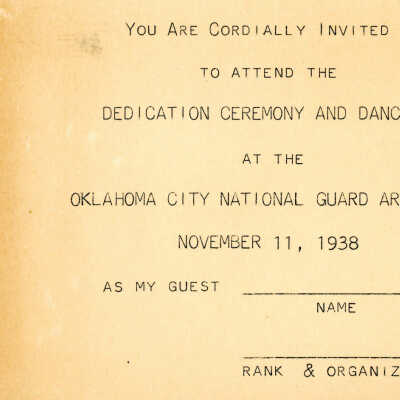 YOU ARE CORDIALLY INVITED
TO ATTEND THE
DEDICATION CEREMONY AND DANC
AT THE
OKLAHOMA CITY NATIONAL GUARD AR
NOVEMBER 11, 1938
AS MY GUEST
NAME
RANK & ORGANIZ